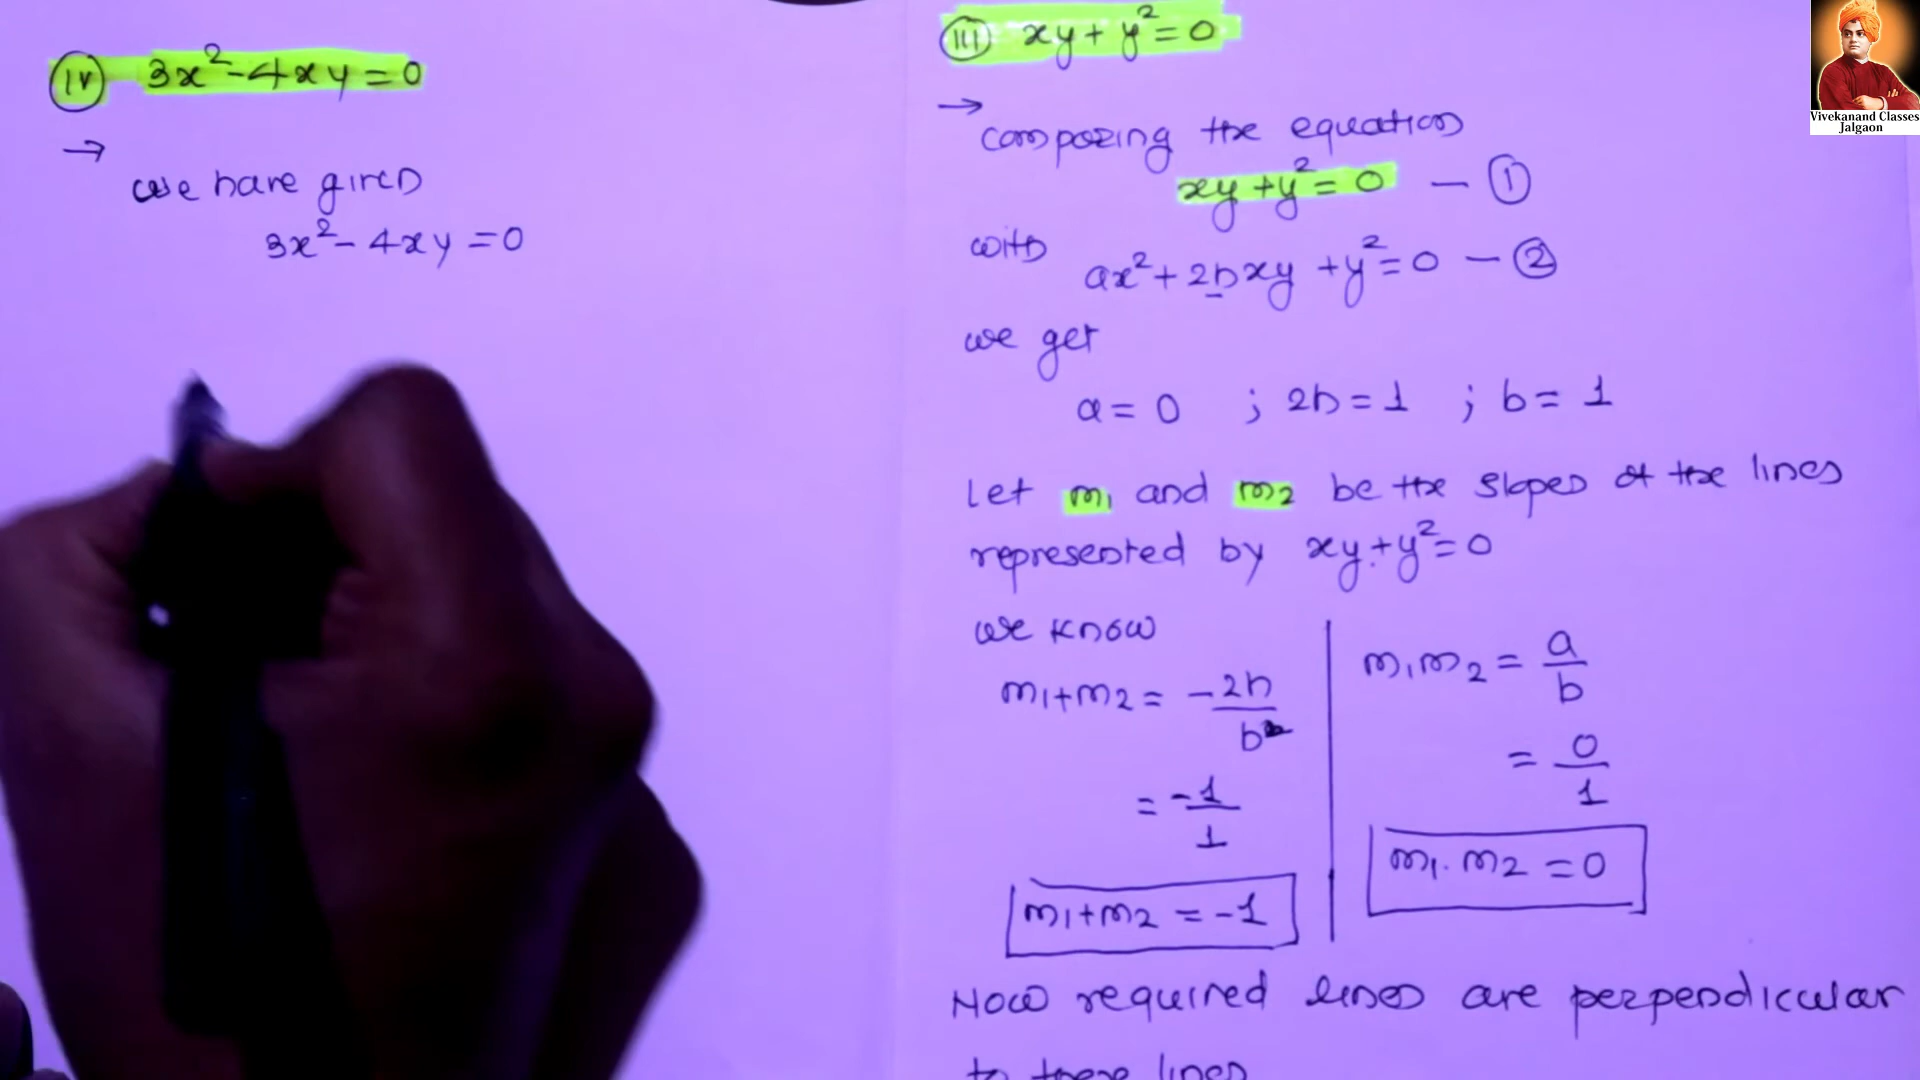 (iv) 3x² - 4xy = 0
→
we have given
3x² - 4xy = 0
(iii) xy + y² = 0
→
comparing the equation
xy + y² = 0 — ①
with
ax² + 2hxy + y² = 0 — ②
we get
a = 0 ; 2h = 1 ; b = 1
Let m₁ and m₂ be the slopes of the lines
represented by xy + y² = 0
we know
m₁ + m₂ = -2h/b
= -1/1
m₁ + m₂ = -1
m₁m₂ = a/b
= 0/1
m₁ . m₂ = 0
Now required lines are perpendicular
to these lines
Vivekanand Classes
Jalgaon